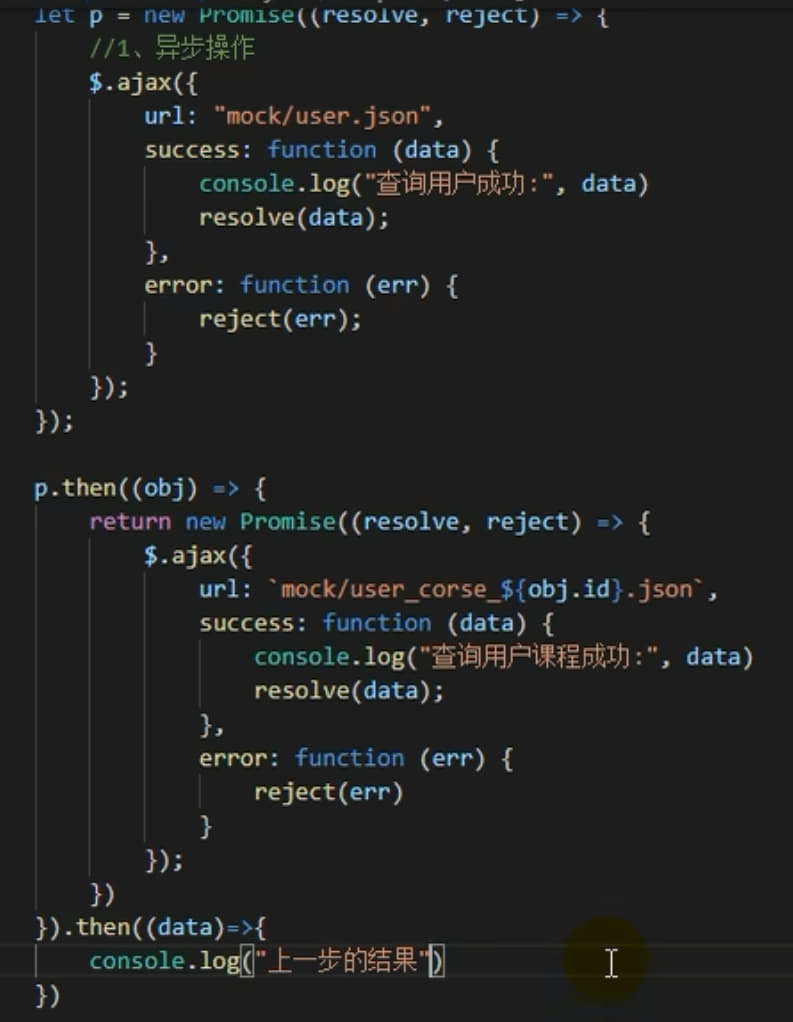 let p = new Promise((resolve, reject) => {
//1、异步操作
$.ajax({
url: "mock/user.json",
success: function (data) {
console.log("查询用户成功:", data)
resolve(data);
},
error: function (err) {
reject(err);
}
});
});
p.then((obj) => {
return new Promise((resolve, reject) => {
$.ajax({
url: `mock/user_corse_${obj.id}.json`,
success: function (data) {
console.log("查询用户课程成功:", data)
resolve(data);
},
error: function (err) {
reject(err)
}
});
})
}).then((data)=>{
console.log("上一步的结果")
})